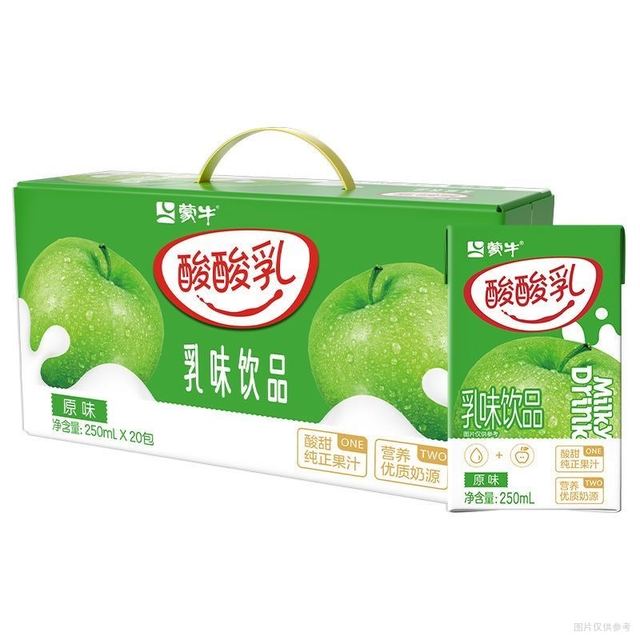 蒙牛
酸酸乳
乳味饮品
原味
净含量: 250mL X 20包
酸甜 ONE
纯正果汁
营养 TWO
优质奶源
蒙牛
酸酸乳
Milky
Drink
乳味饮品
图片仅供参考
+
酸甜 ONE
纯正果汁
原味
净含量: 250mL
营养 TWO
优质奶源
图片仅供参考